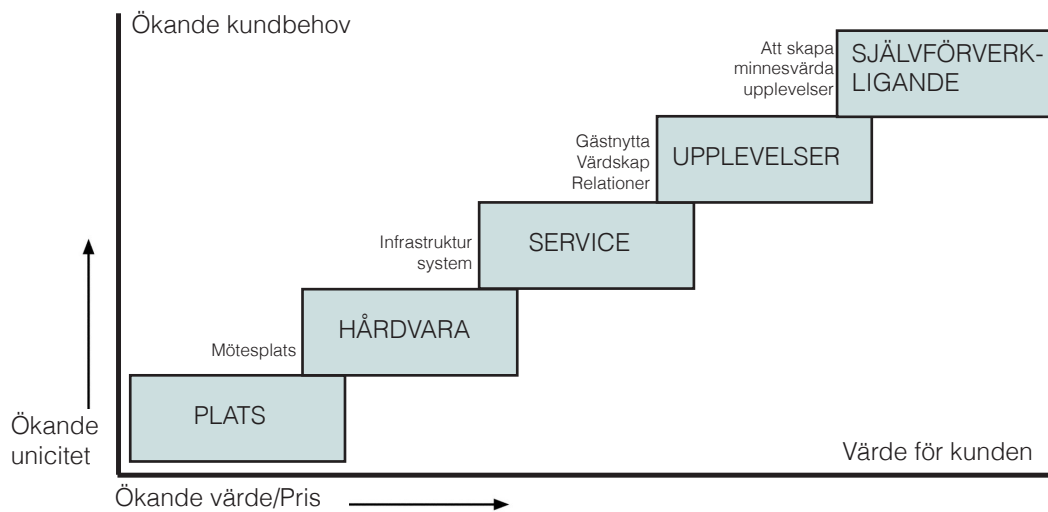 Ökande kundbehov
Att skapa
minnesvärda
upplevelser
SJÄLVFÖRVERK-
LIGANDE
Gästnytta
Värdskap
Relationer
UPPLEVELSER
Infrastruktur
system
SERVICE
Mötesplats
HÅRDVARA
PLATS
Ökande
unicitet
Värde för kunden
Ökande värde/Pris